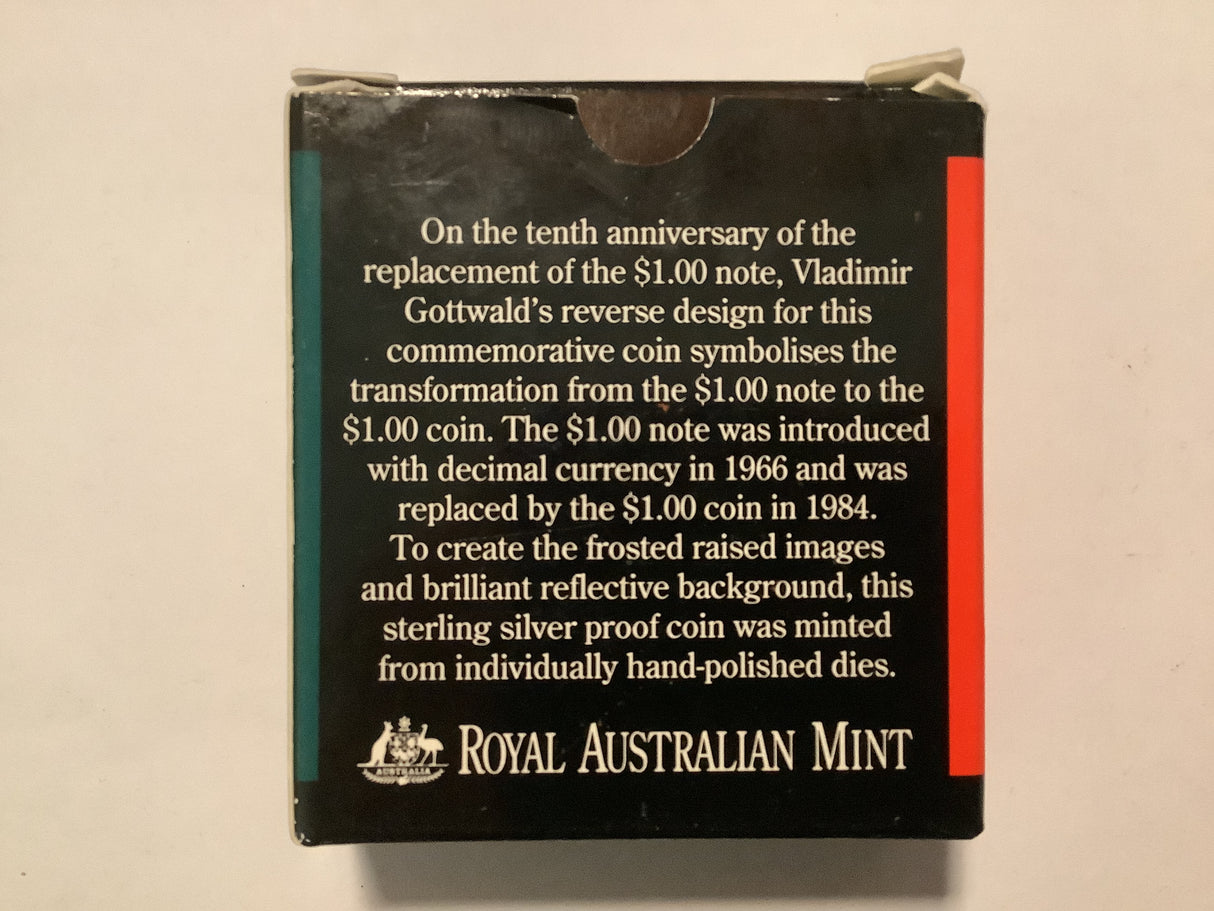 On the tenth anniversary of the
replacement of the $1.00 note, Vladimir
Gottwald's reverse design for this
commemorative coin symbolises the
transformation from the $1.00 note to the
$1.00 coin. The $1.00 note was introduced
with decimal currency in 1966 and was
replaced by the $1.00 coin in 1984.
To create the frosted raised images
and brilliant reflective background, this
sterling silver proof coin was minted
from individually hand-polished dies.
AUSTRALIA
ROYAL AUSTRALIAN MINT